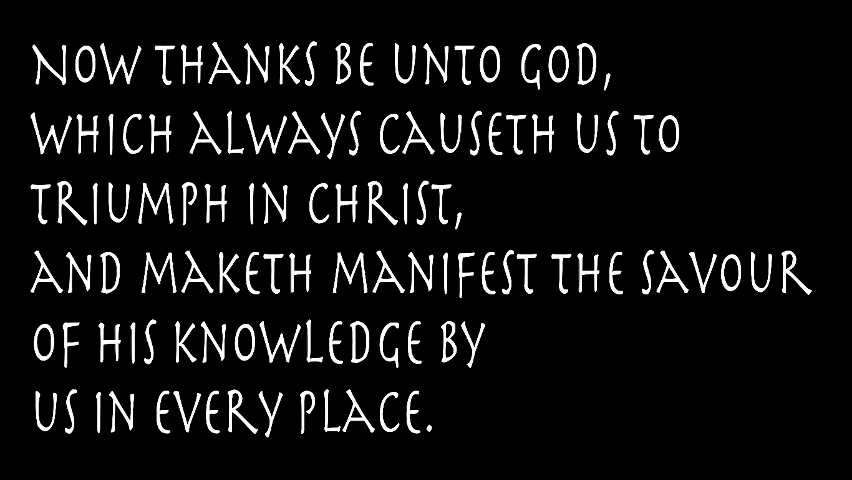 Now thanks be unto God,
which always causeth us to
triumph in Christ,
and maketh manifest the savour
of his knowledge by
us in every place.